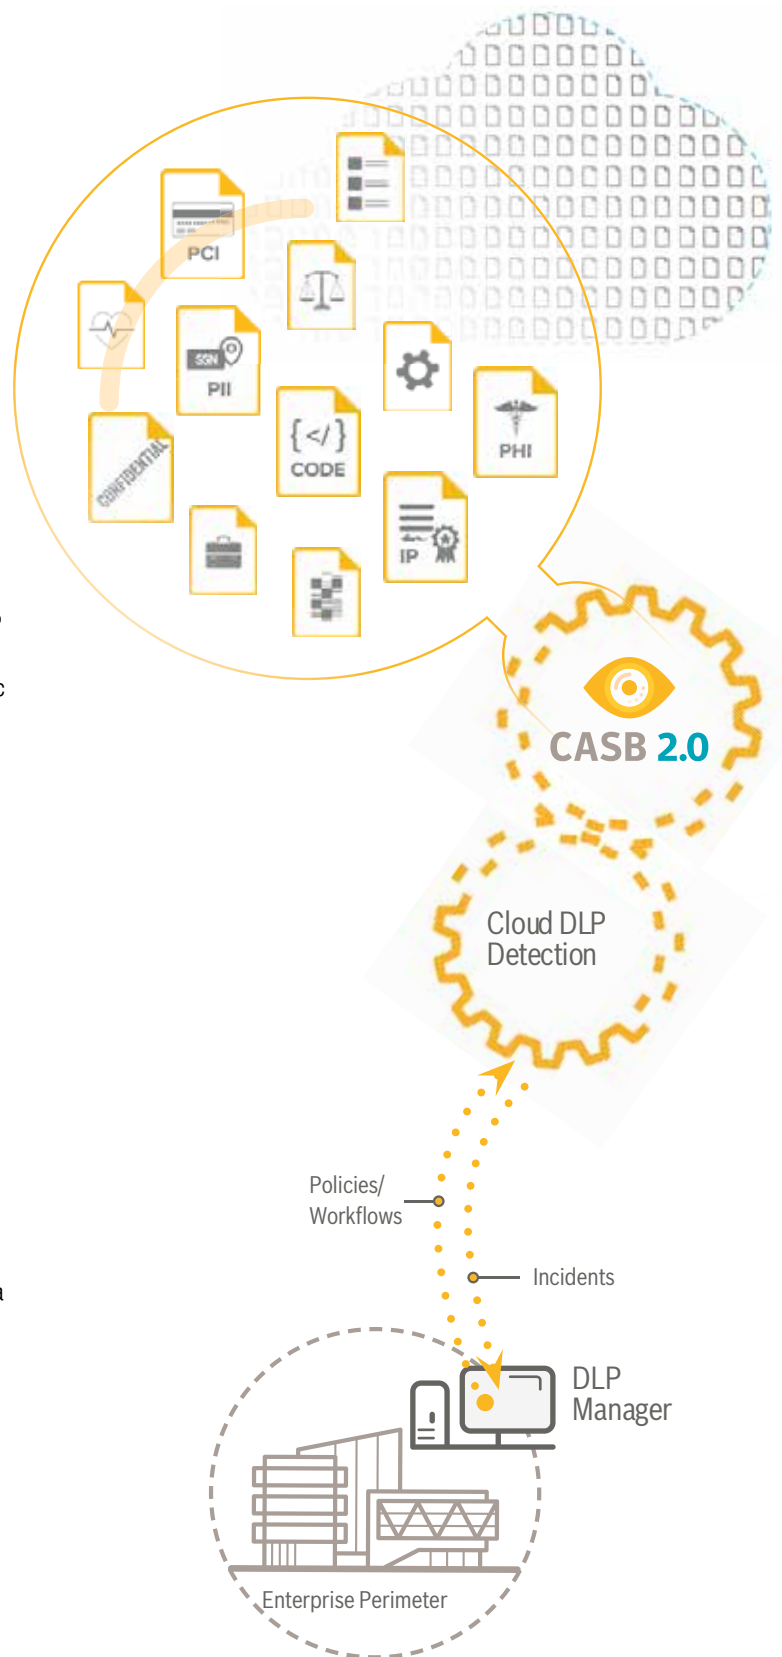 PCI
SSN
PII
{</}
CODE
PHI
CONFIDENTIAL
IP
c
CASB 2.0
Cloud DLP
Detection
Policies/
Workflows
Incidents
a
DLP
Manager
Enterprise Perimeter